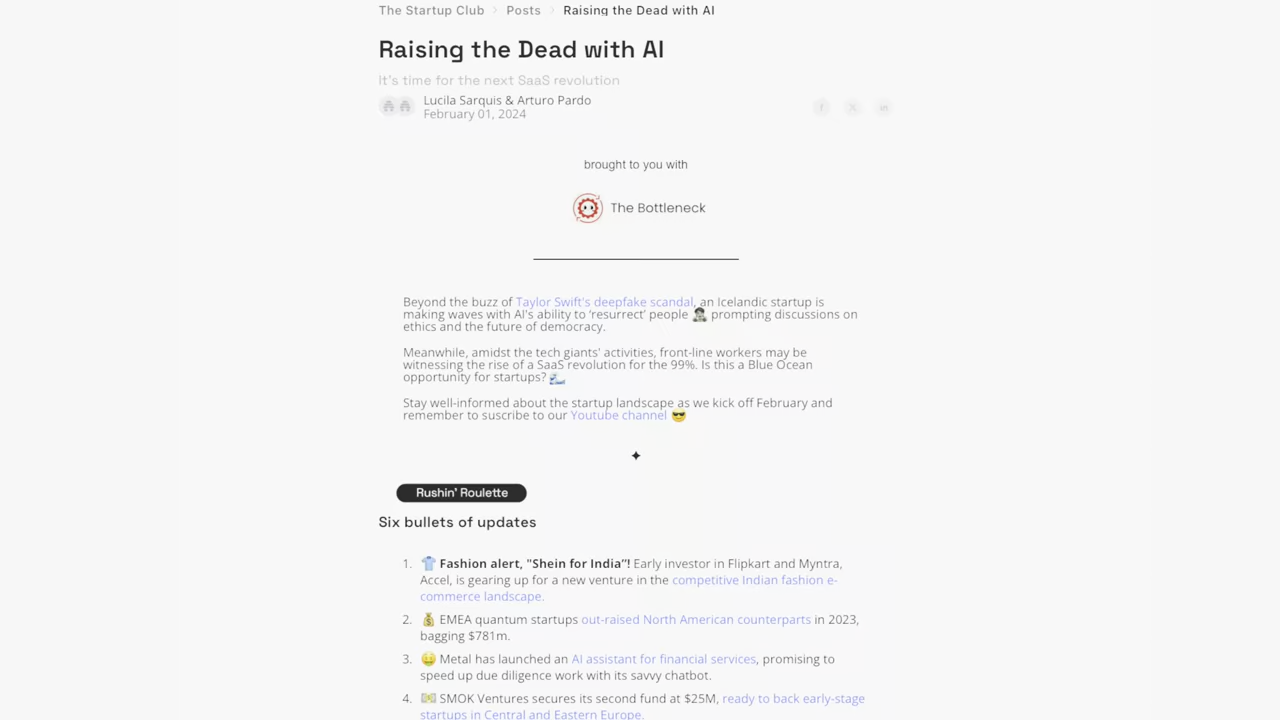 The Startup Club > Posts > Raising the Dead with AI
Raising the Dead with AI
It's time for the next SaaS revolution
Lucila Sarquis & Arturo Pardo
February 01, 2024
f X in
brought to you with
The Bottleneck
Beyond the buzz of Taylor Swift's deepfake scandal, an Icelandic startup is
making waves with AI's ability to ‘resurrect’ people prompting discussions on
ethics and the future of democracy.
Meanwhile, amidst the tech giants' activities, front-line workers may be
witnessing the rise of a SaaS revolution for the 99%. Is this a Blue Ocean
opportunity for startups?
Stay well-informed about the startup landscape as we kick off February and
remember to suscribe to our Youtube channel
Rushin’ Roulette
Six bullets of updates
1. Fashion alert, "Shein for India"! Early investor in Flipkart and Myntra,
Accel, is gearing up for a new venture in the competitive Indian fashion e-
commerce landscape.
2. EMEA quantum startups out-raised North American counterparts in 2023,
bagging $781m.
3. Metal has launched an AI assistant for financial services, promising to
speed up due diligence work with its savvy chatbot.
4. SMOK Ventures secures its second fund at $25M, ready to back early-stage
startups in Central and Eastern Europe.